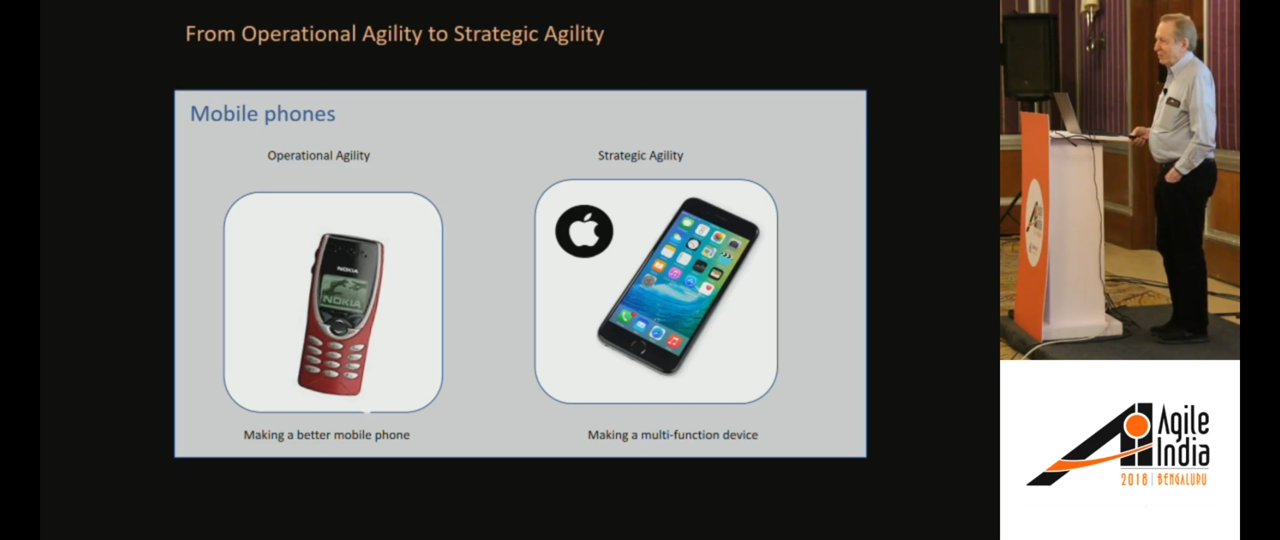 From Operational Agility to Strategic Agility
Mobile phones
Operational Agility
Strategic Agility
NOKIA
NOKIA
Making a better mobile phone
Making a multi-function device
Agile
India
2018 | BENGALURU